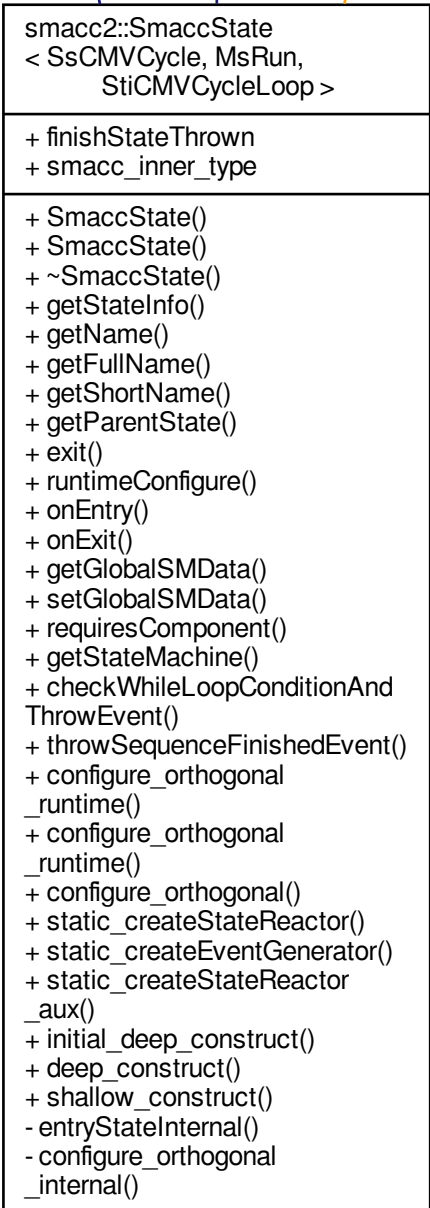 smacc2::SmaccState
< SsCMVCycle, MsRun,
StiCMVCycleLoop >
+ finishStateThrown
+ smacc_inner_type
+ SmaccState()
+ SmaccState()
+ ~SmaccState()
+ getStateInfo()
+ getName()
+ getFullName()
+ getShortName()
+ getParentState()
+ exit()
+ runtimeConfigure()
+ onEntry()
+ onExit()
+ getGlobalSMData()
+ setGlobalSMData()
+ requiresComponent()
+ getStateMachine()
+ checkWhileLoopConditionAnd
ThrowEvent()
+ throwSequenceFinishedEvent()
+ configure_orthogonal
_runtime()
+ configure_orthogonal
_runtime()
+ configure_orthogonal()
+ static_createStateReactor()
+ static_createEventGenerator()
+ static_createStateReactor
_aux()
+ initial_deep_construct()
+ deep_construct()
+ shallow_construct()
- entryStateInternal()
- configure_orthogonal
_internal()